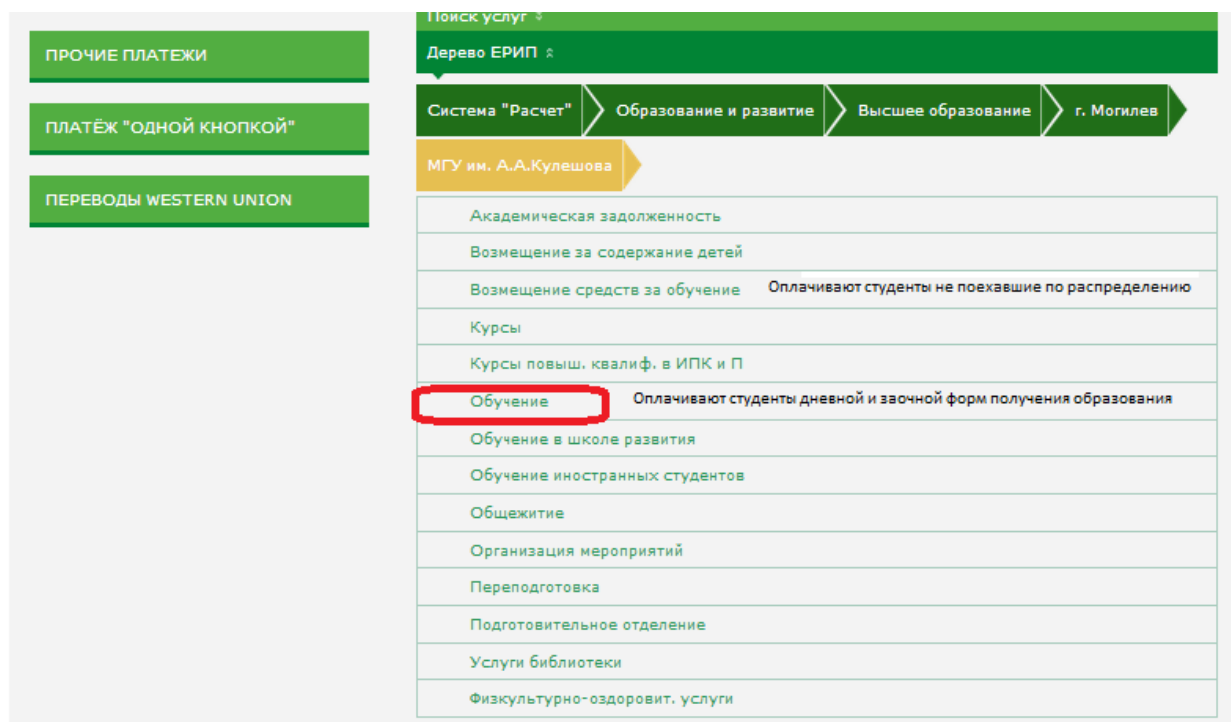 Поиск услуг
Дерево ЕРИП
ПРОЧИЕ ПЛАТЕЖИ
ПЛАТЁЖ "ОДНОЙ КНОПКОЙ"
ПЕРЕВОДЫ WESTERN UNION
Система "Расчет" Образование и развитие Высшее образование г. Могилев
МГУ им. А.А.Кулешова
Академическая задолженность
Возмещение за содержание детей
Возмещение средств за обучение Оплачивают студенты не поехавшие по распределению
Курсы
Курсы повыш. квалиф. в ИПК и П
Обучение Оплачивают студенты дневной и заочной форм получения образования
Обучение в школе развития
Обучение иностранных студентов
Общежитие
Организация мероприятий
Переподготовка
Подготовительное отделение
Услуги библиотеки
Физкультурно-оздоровит. услуги